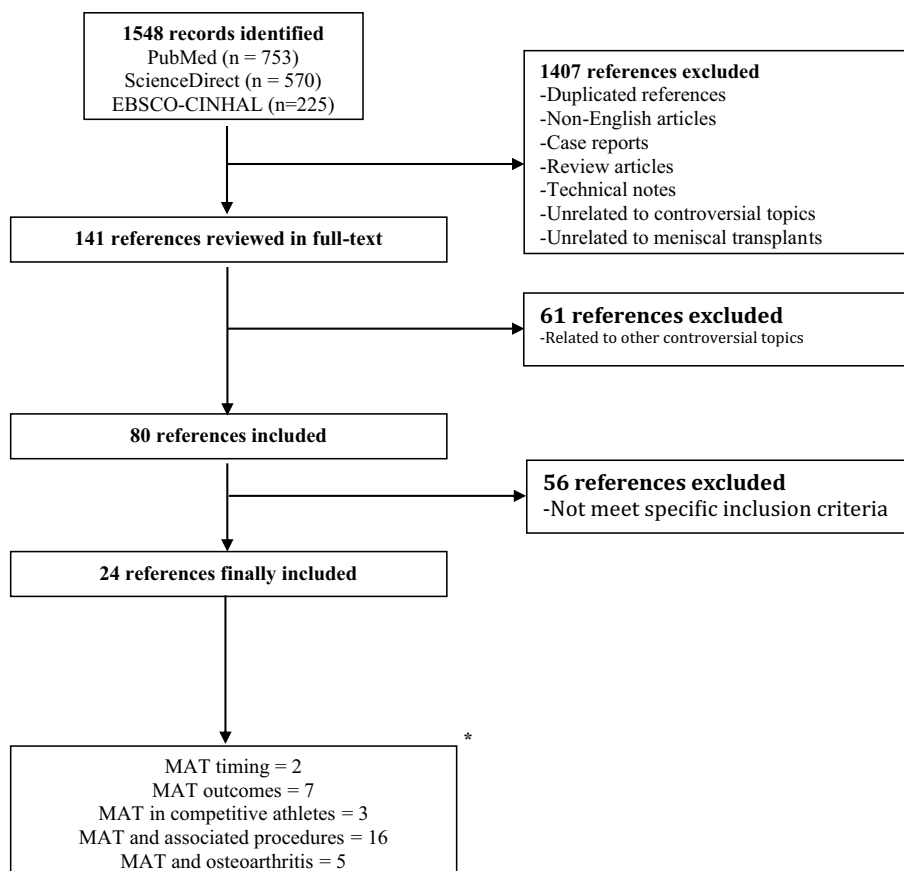 1548 records identified
PubMed (n = 753)
ScienceDirect (n = 570)
EBSCO-CINHAL (n=225)
1407 references excluded
-Duplicated references
-Non-English articles
-Case reports
-Review articles
-Technical notes
-Unrelated to controversial topics
-Unrelated to meniscal transplants
141 references reviewed in full-text
61 references excluded
-Related to other controversial topics
80 references included
56 references excluded
-Not meet specific inclusion criteria
24 references finally included
*
MAT timing = 2
MAT outcomes = 7
MAT in competitive athletes = 3
MAT and associated procedures = 16
MAT and osteoarthritis = 5